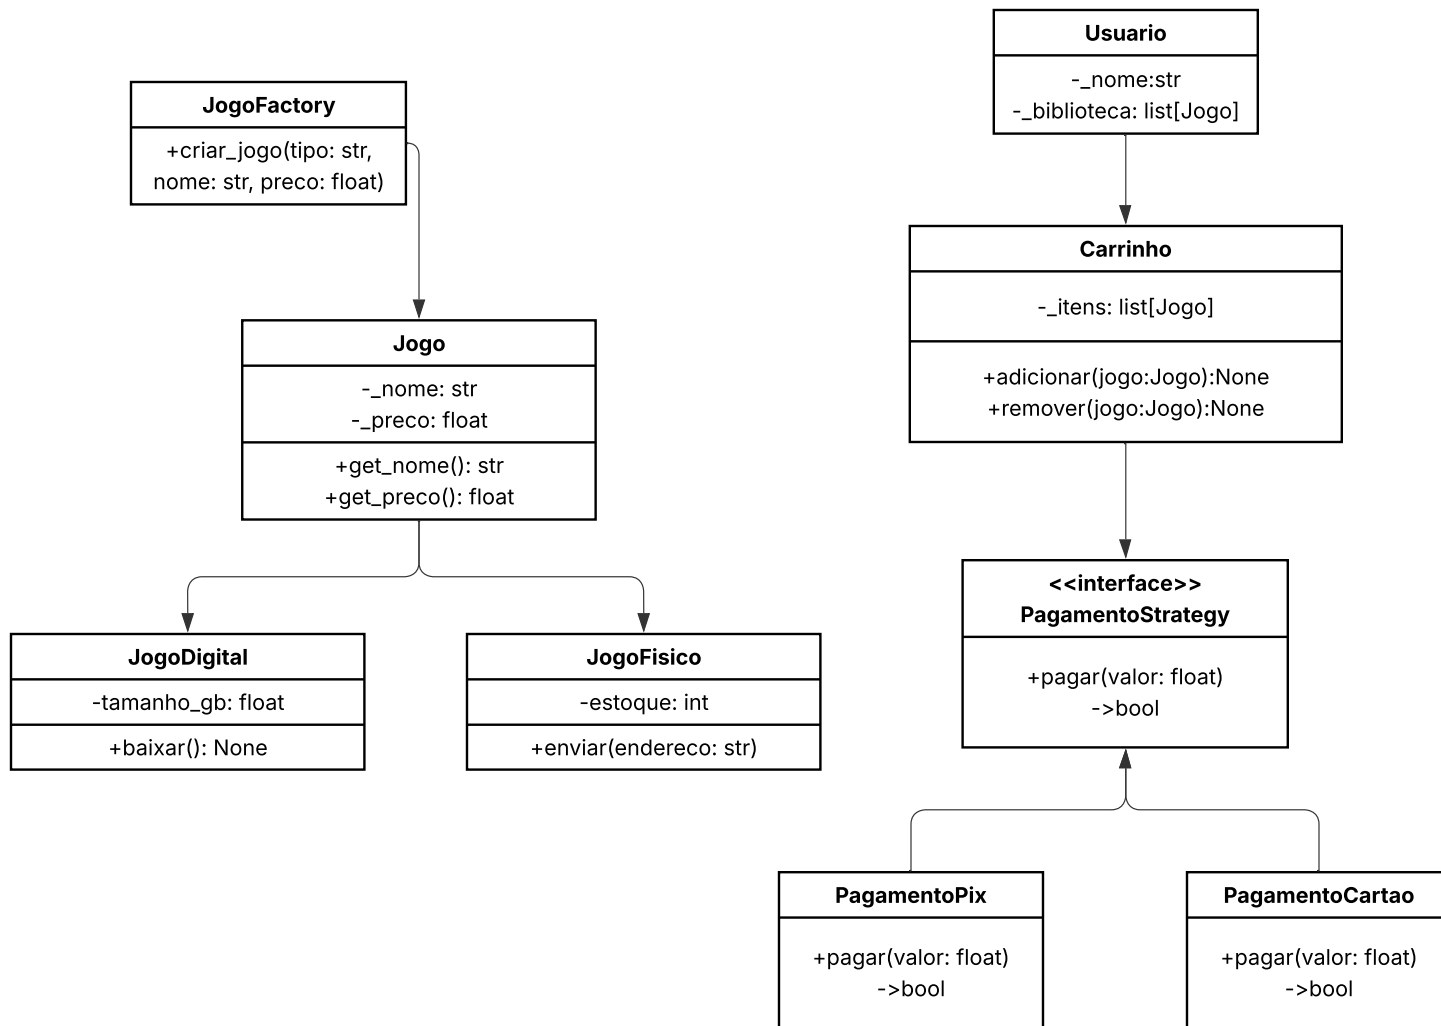 JogoFactory
+criar_jogo(tipo: str,
nome: str, preco: float)
Jogo
-_nome: str
-_preco: float
+get_nome(): str
+get_preco(): float
JogoDigital
-tamanho_gb: float
+baixar(): None
JogoFisico
-estoque: int
+enviar(endereco: str)
Usuario
-_nome:str
-_biblioteca: list[Jogo]
Carrinho
-_itens: list[Jogo]
+adicionar(jogo:Jogo):None
+remover(jogo:Jogo):None
<<interface>>
PagamentoStrategy
+pagar(valor: float)
->bool
PagamentoPix
+pagar(valor: float)
->bool
PagamentoCartao
+pagar(valor: float)
->bool